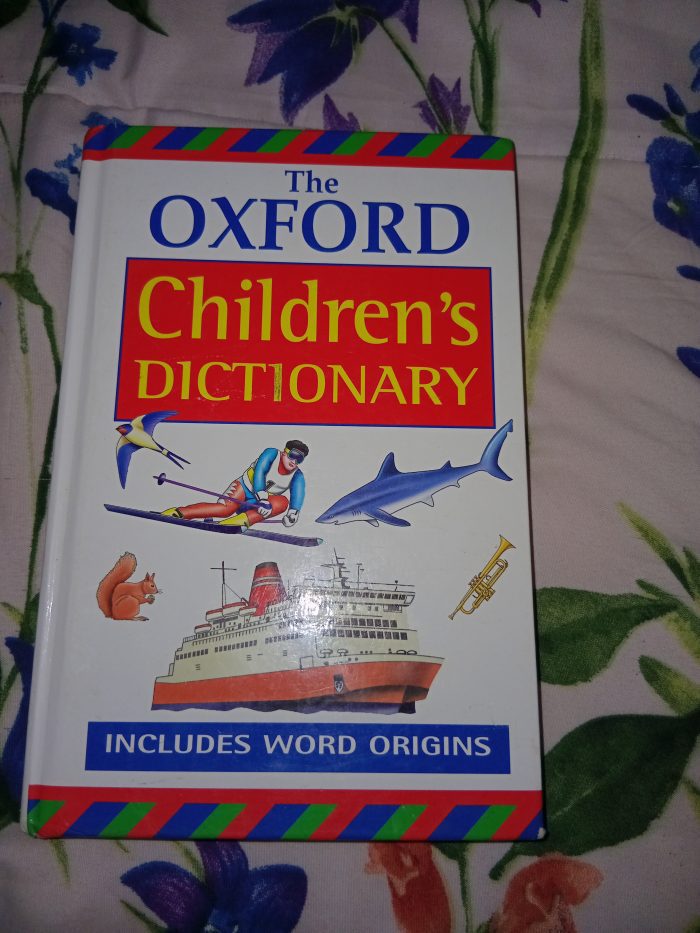 The
OXFORD
Children's
DICTIONARY
INCLUDES WORD ORIGINS